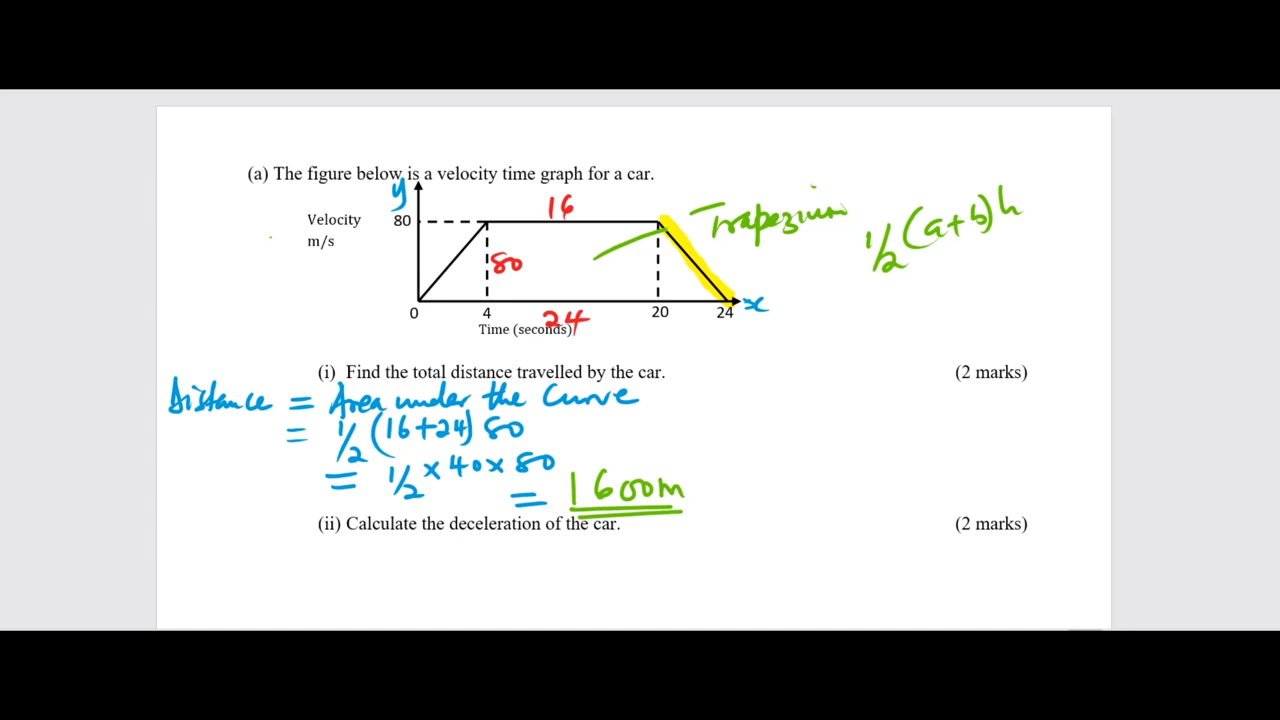 (a) The figure below is a velocity time graph for a car.
y
Velocity
m/s
80
16
80
Trapezium
1/2 (a+b)h
0
4
20
24
x
24
Time (seconds)
(i) Find the total distance travelled by the car. (2 marks)
Distance = Area under the Curve
= 1/2 (16+24) 80
= 1/2 × 40 × 80
= 1600m
(ii) Calculate the deceleration of the car. (2 marks)